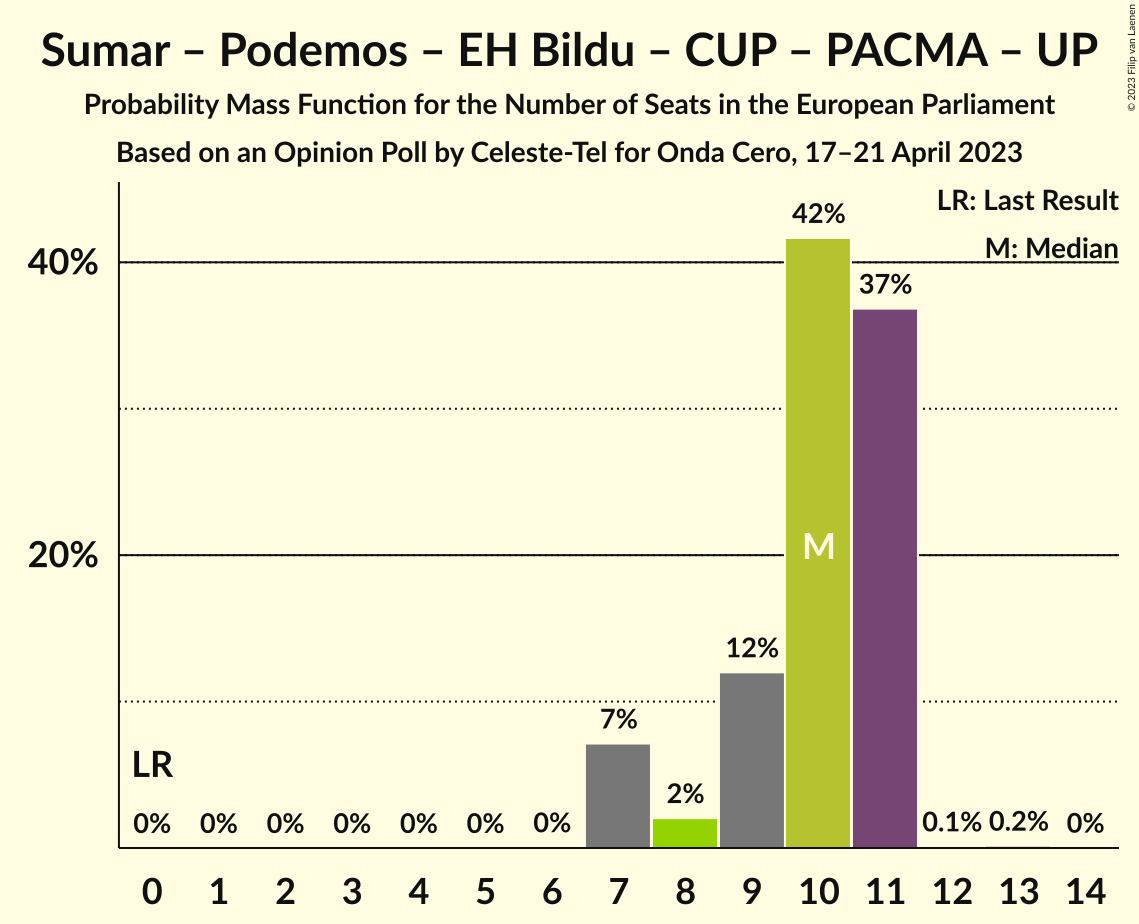 Sumar – Podemos – EH Bildu – CUP – PACMA – UP
Probability Mass Function for the Number of Seats in the European Parliament
Based on an Opinion Poll by Celeste-Tel for Onda Cero, 17–21 April 2023
© 2023 Filip van Laenen
LR: Last Result
M: Median
40%
20%
42%
37%
M
12%
7%
2%
LR
0% 0% 0% 0% 0% 0% 0% 0.1% 0.2% 0%
0 1 2 3 4 5 6 7 8 9 10 11 12 13 14